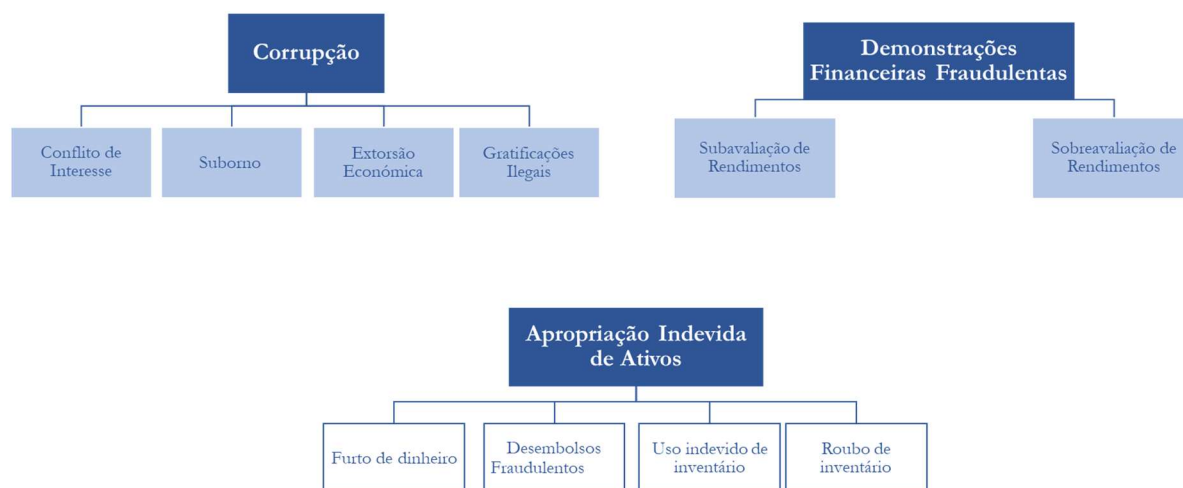 Corrupção
Conflito de
Interesse
Suborno
Extorsão
Económica
Gratificações
Ilegais
Demonstrações
Financeiras Fraudulentas
Subavaliação de
Rendimentos
Sobreavaliação de
Rendimentos
Apropriação Indevida
de Ativos
Furto de dinheiro
Desembolsos
Fraudulentos
Uso indevido de
inventário
Roubo de
inventário